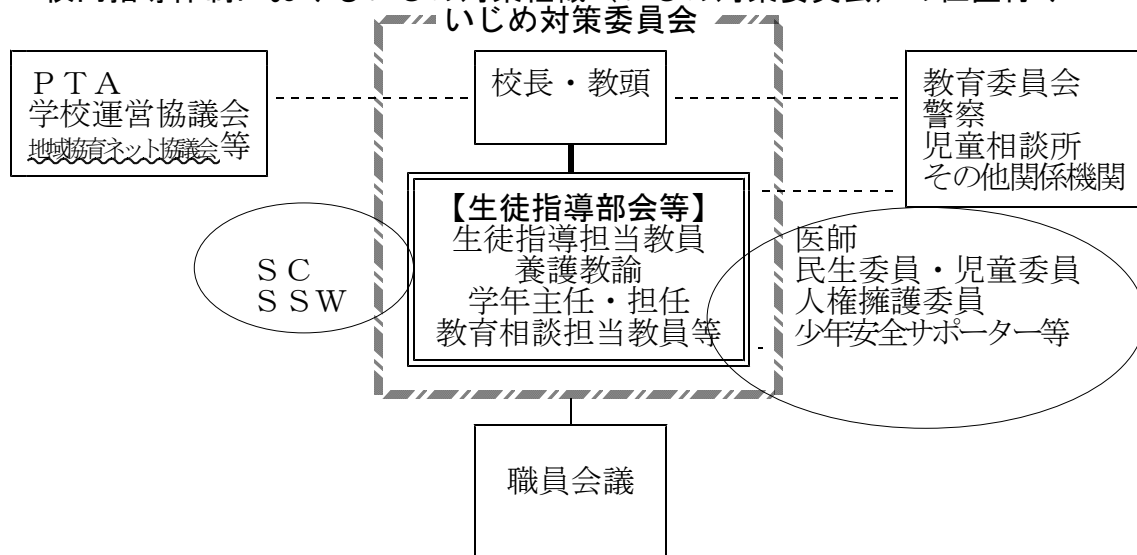 いじめ対策委員会
ＰＴＡ
学校運営協議会
地域協育ネット協議会等
校長・教頭
教育委員会
警察
児童相談所
その他関係機関
【生徒指導部会等】
生徒指導担当教員
養護教諭
学年主任・担任
教育相談担当教員等
ＳＣ
ＳＳＷ
医師
民生委員・児童委員
人権擁護委員
少年安全サポーター等
職員会議